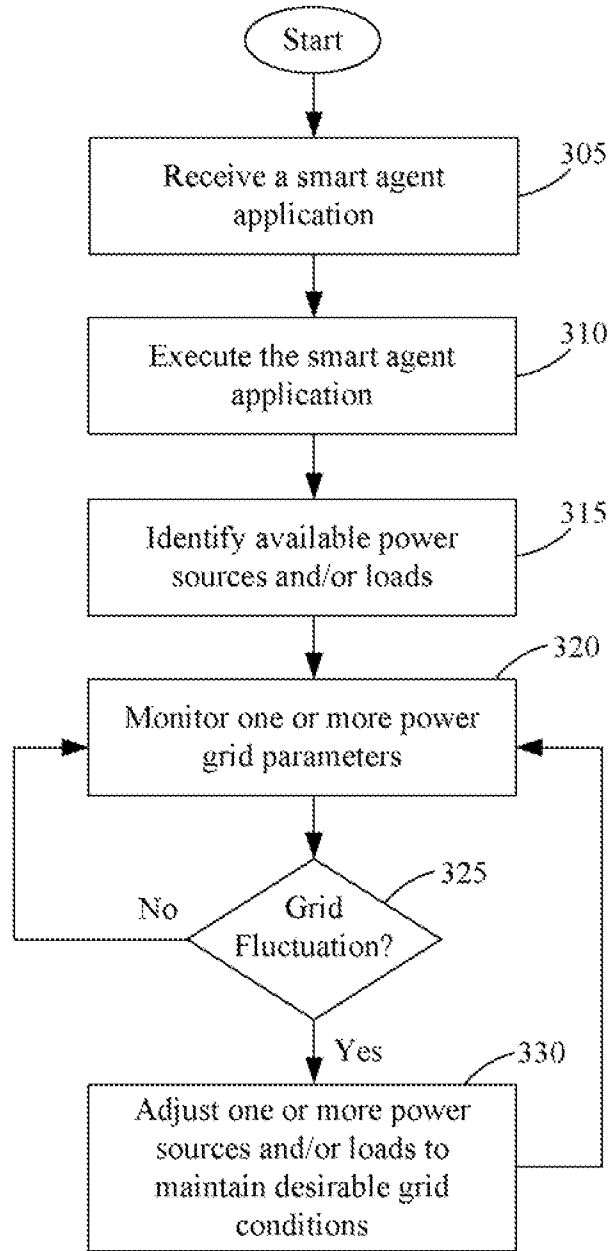 Start
305
Receive a smart agent
application
310
Execute the smart agent
application
315
Identify available power
sources and/or loads
320
Monitor one or more power
grid parameters
325
No
Grid
Fluctuation?
Yes
330
Adjust one or more power
sources and/or loads to
maintain desirable grid
conditions